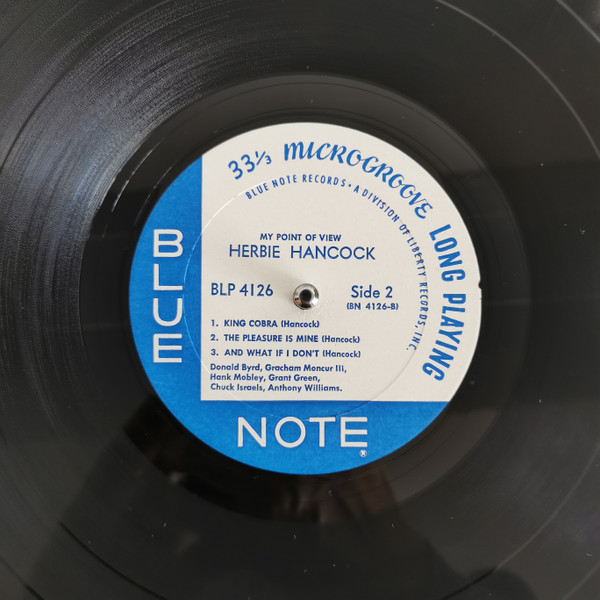 33⅓ MICROGROOVE LONG PLAYING
BLUE NOTE RECORDS • A DIVISION OF LIBERTY RECORDS, INC.
MY POINT OF VIEW
HERBIE HANCOCK
BLP 4126 Side 2
(BN 4126-B)
1. KING COBRA (Hancock)
2. THE PLEASURE IS MINE (Hancock)
3. AND WHAT IF I DON'T (Hancock)
Donald Byrd, Gracham Moncur III,
Hank Mobley, Grant Green,
Chuck Israels, Anthony Williams.
BLUE
NOTE®